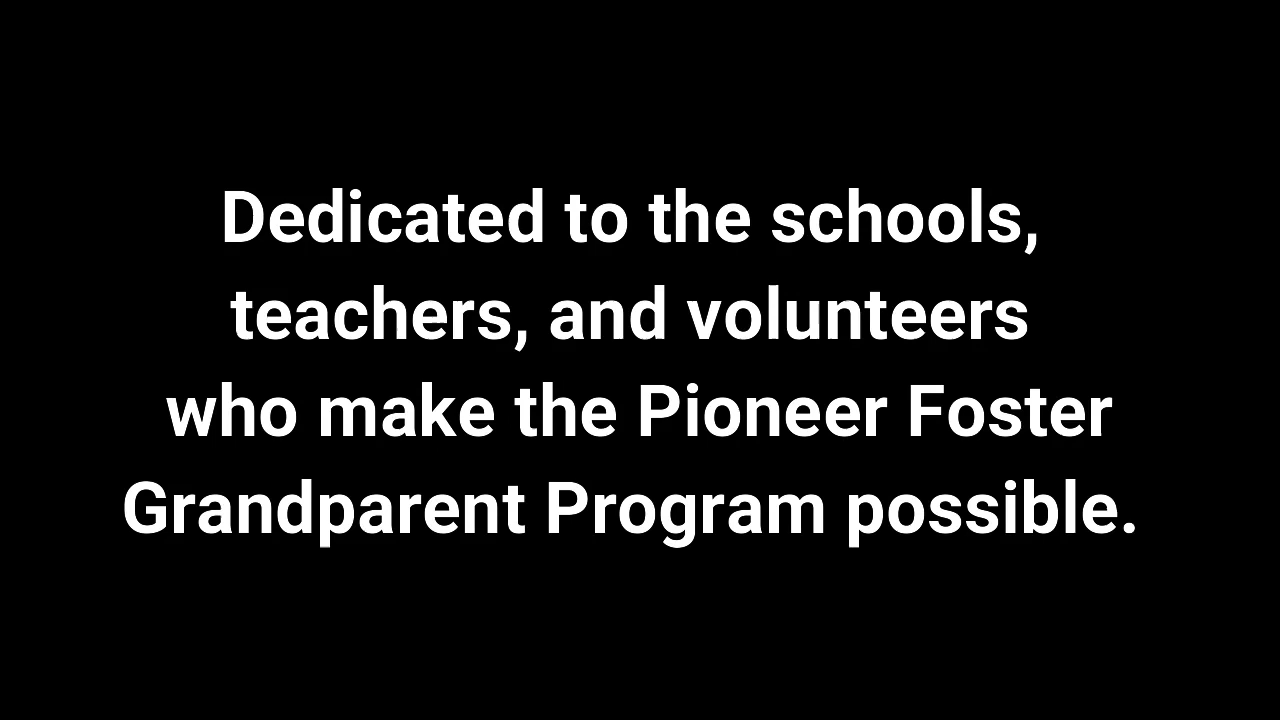 Dedicated to the schools,
teachers, and volunteers
who make the Pioneer Foster
Grandparent Program possible.